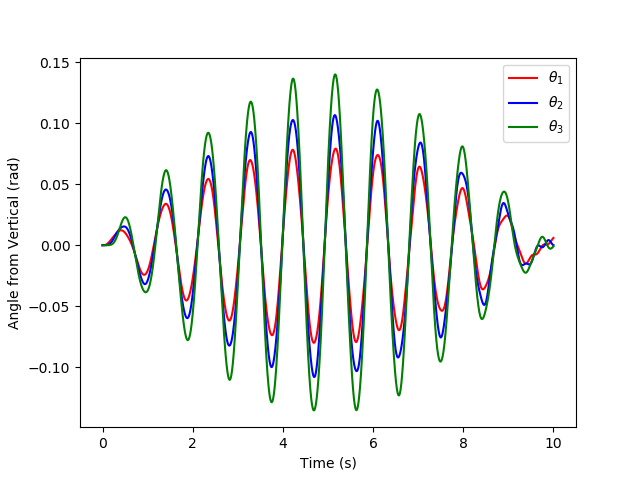 0.15
0.10
0.05
0.00
−0.05
−0.10
Angle from Vertical (rad)
θ1
θ2
θ3
0 2 4 6 8 10
Time (s)